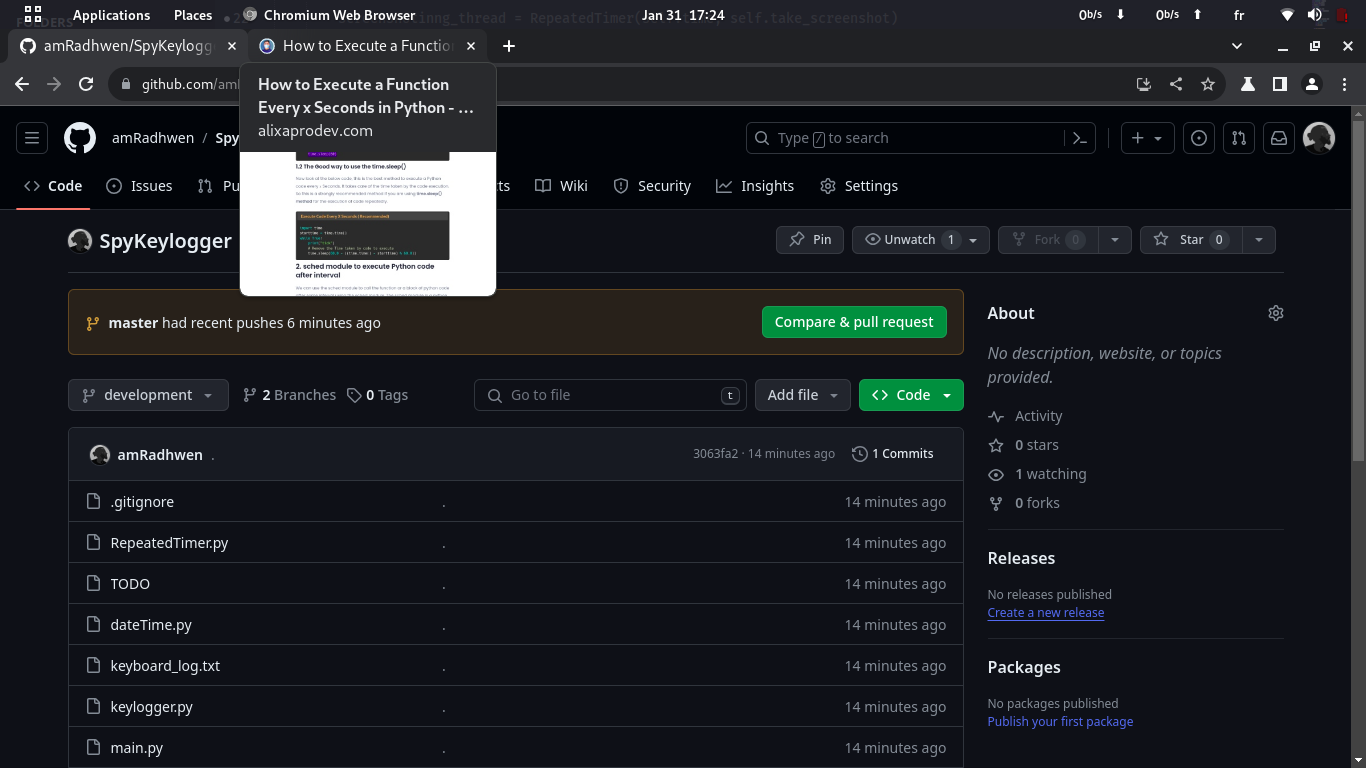 Applications Places Chromium Web Browser Jan 31 17:24 0b/s 0b/s fr
amRadhwen/SpyKeylogg
How to Execute a Functio
github.com/am
How to Execute a Function
Every x Seconds in Python - …
alixaprodev.com
1.2 The Good way to use the time.sleep()
2. sched module to execute Python code
after interval
amRadhwen / Spy
Type / to search
Code Issues Pu ts Wiki Security Insights Settings
SpyKeylogger
Pin Unwatch 1 Fork 0 Star 0
master had recent pushes 6 minutes ago
Compare & pull request
development 2 Branches 0 Tags Go to file t Add file Code
amRadhwen . 3063fa2 · 14 minutes ago 1 Commits
.gitignore . 14 minutes ago
RepeatedTimer.py . 14 minutes ago
TODO . 14 minutes ago
dateTime.py . 14 minutes ago
keyboard_log.txt . 14 minutes ago
keylogger.py . 14 minutes ago
main.py . 14 minutes ago
About
No description, website, or topics
provided.
Activity
0 stars
1 watching
0 forks
Releases
No releases published
Create a new release
Packages
No packages published
Publish your first package